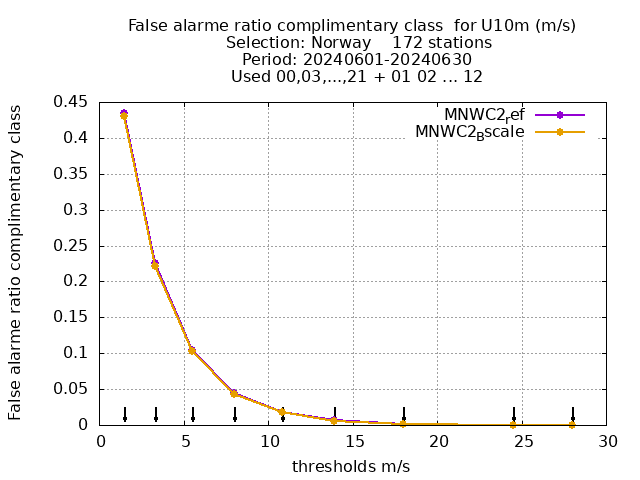 False alarme ratio complimentary class  for U10m (m/s)
Selection: Norway    172 stations
Period: 20240601-20240630
Used 00,03,...,21 + 01 02 ... 12
False alarme ratio complimentary class
0.45
0.4
0.35
0.3
0.25
0.2
0.15
0.1
0.05
0
MNWC2ref
MNWC2Bscale
0 5 10 15 20 25 30
thresholds m/s